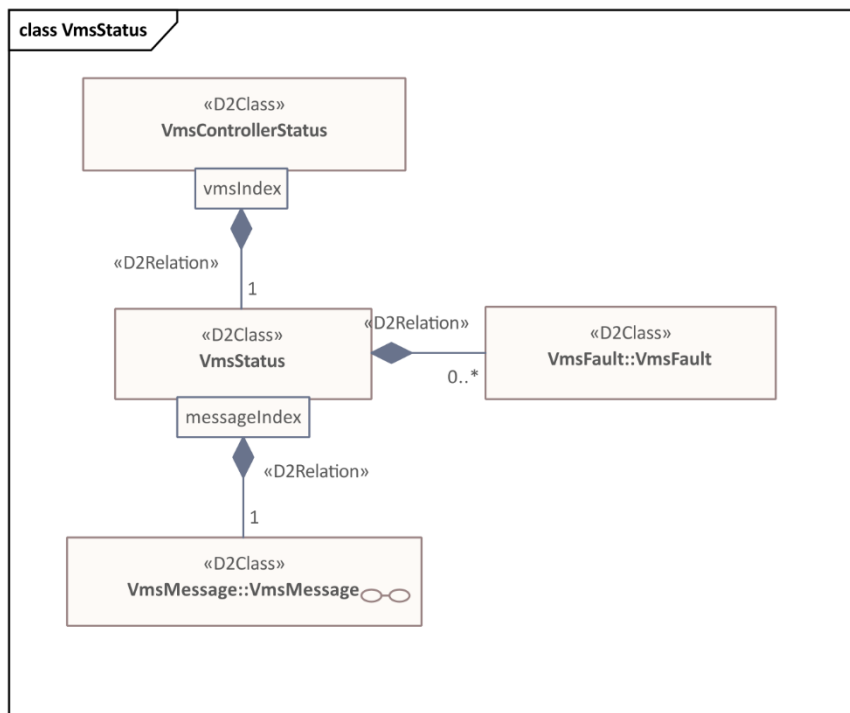 class VmsStatus
«D2Class»
VmsControllerStatus
vmsIndex
«D2Relation»
1
«D2Class»
VmsStatus
«D2Relation»
0..*
«D2Class»
VmsFault::VmsFault
messageIndex
«D2Relation»
1
«D2Class»
VmsMessage::VmsMessage